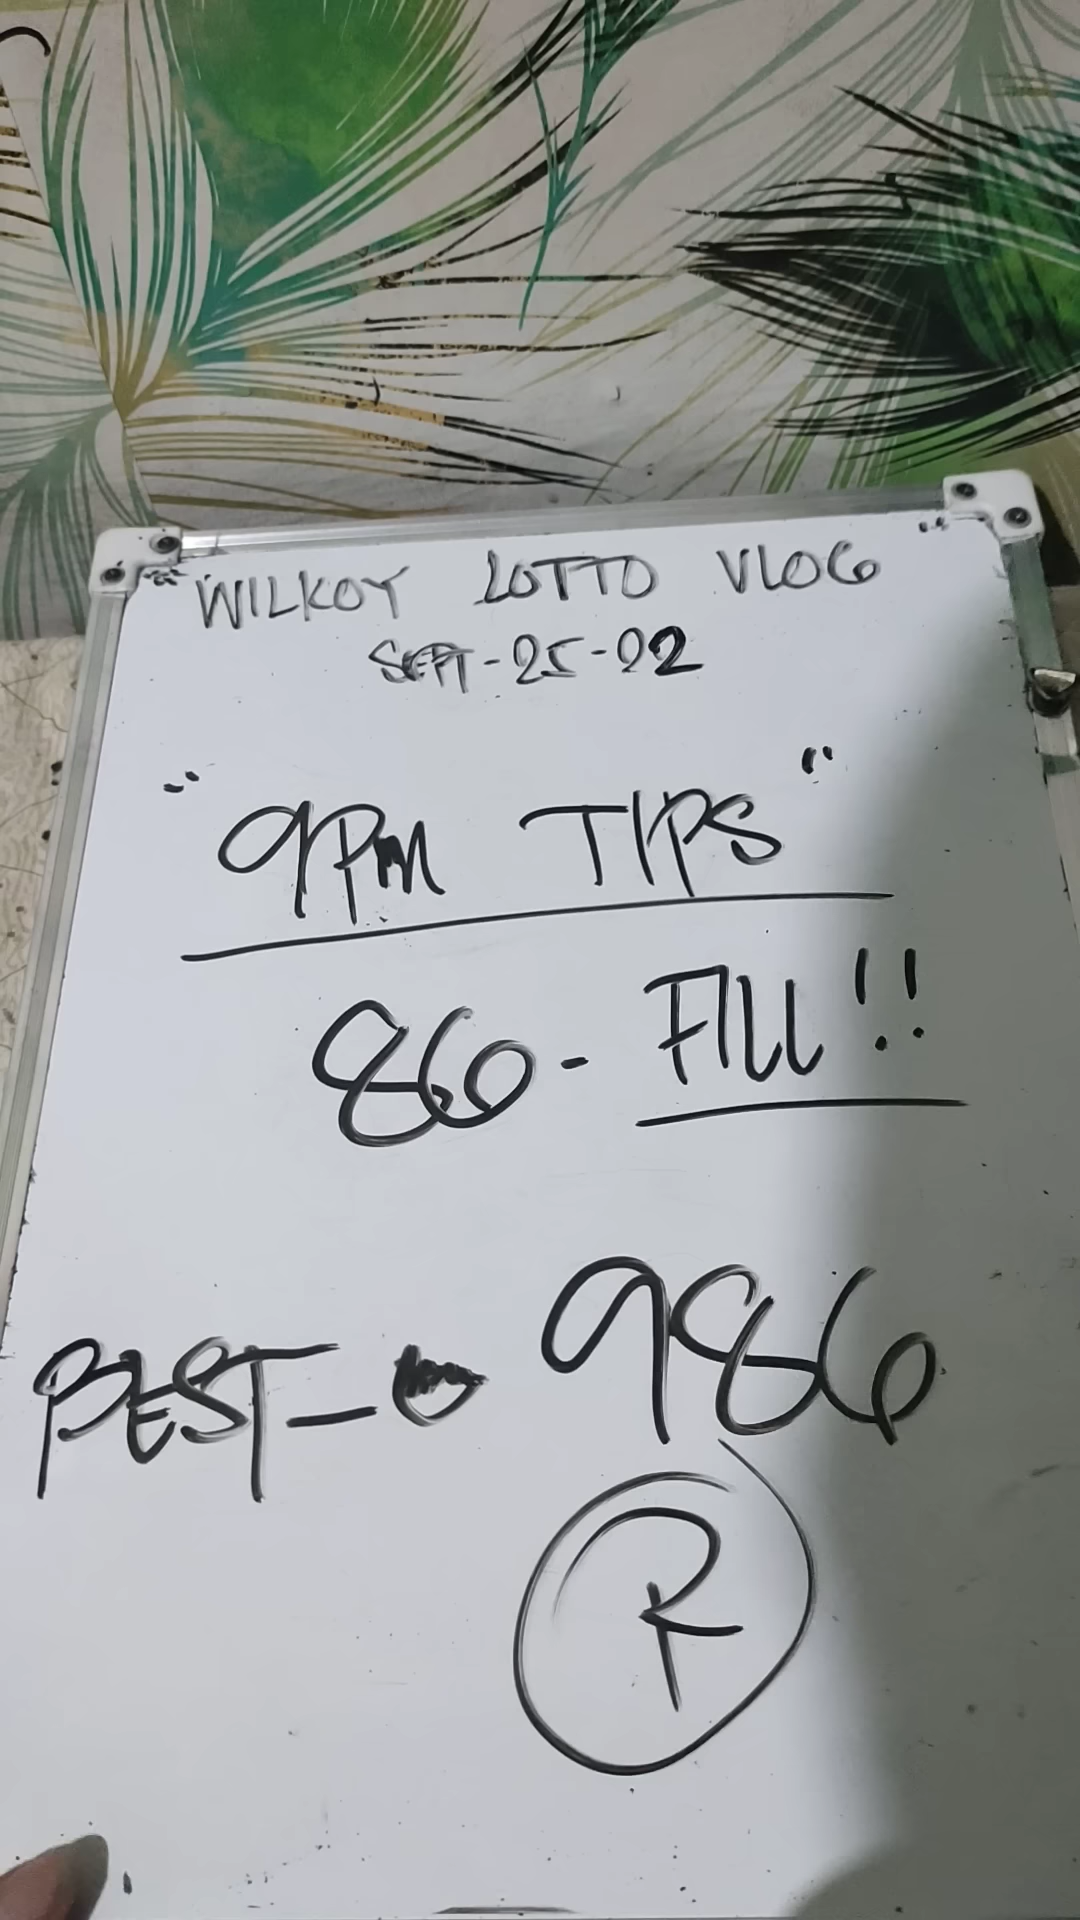 "WILKOY LOTTO VLOG"
SEPT-25-22
"9PM TIPS"
86 - FILL!!
BEST - 986
R